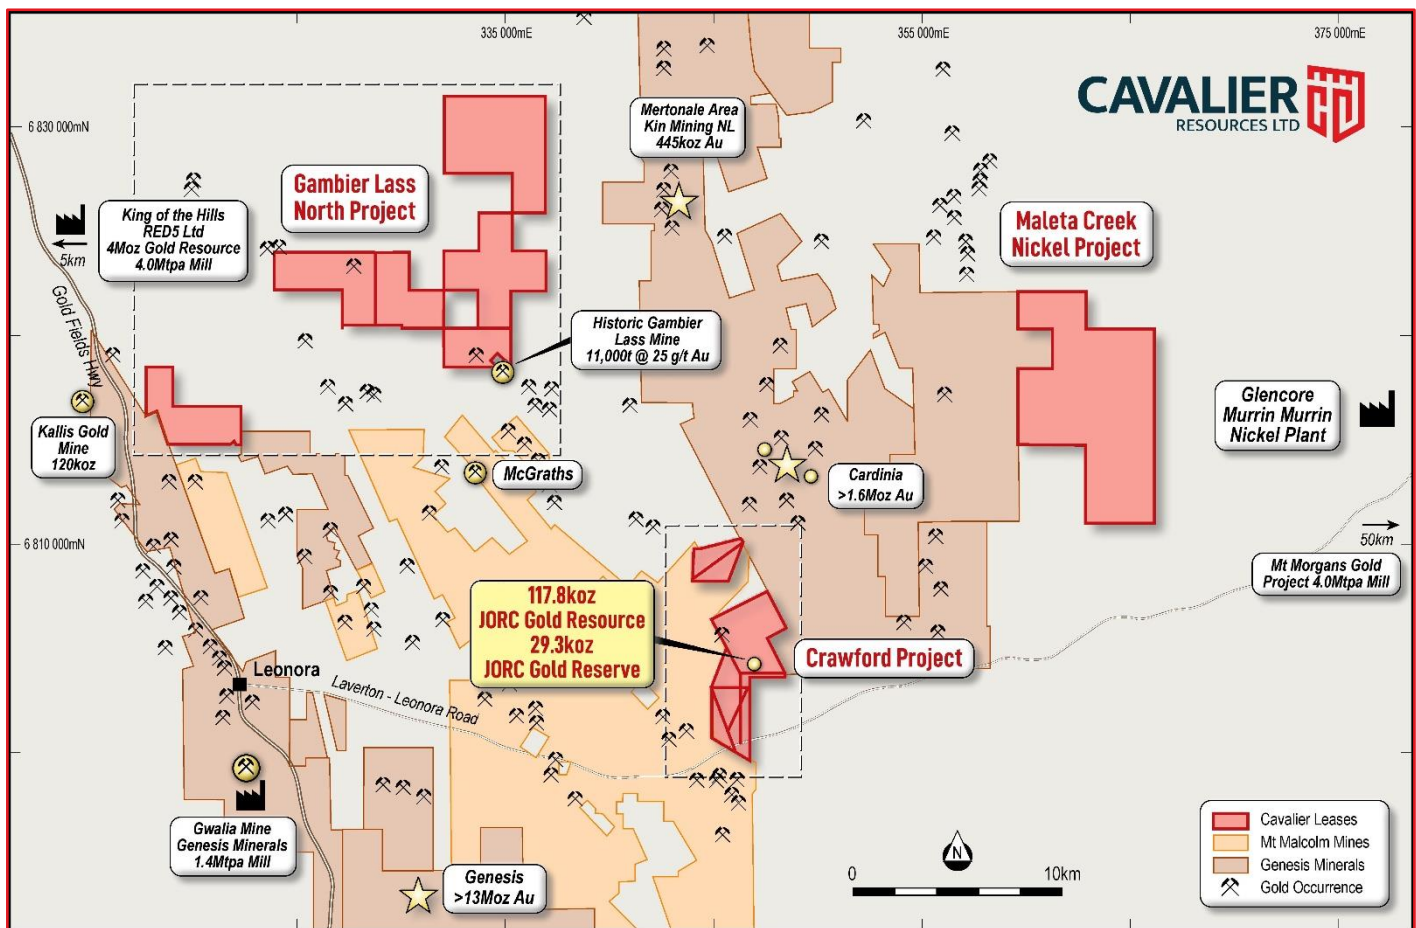 335 000mE
355 000mE
375 000mE
CAVALIER
RESOURCES LTD
6 830 000mN
Mertonale Area
Kin Mining NL
445koz Au
Gambier Lass
North Project
King of the Hills
RED5 Ltd
4Moz Gold Resource
4.0Mtpa Mill
5km
Maleta Creek
Nickel Project
Gold Fields Hwy
Historic Gambier
Lass Mine
11,000t @ 25 g/t Au
Kallis Gold
Mine
120koz
Glencore
Murrin Murrin
Nickel Plant
McGraths
Cardinia
>1.6Moz Au
6 810 000mN
50km
Mt Morgans Gold
Project 4.0Mtpa Mill
117.8koz
JORC Gold Resource
29.3koz
JORC Gold Reserve
Crawford Project
Leonora
Laverton - Leonora Road
Gwalia Mine
Genesis Minerals
1.4Mtpa Mill
Genesis
>13Moz Au
N
0
10km
Cavalier Leases
Mt Malcolm Mines
Genesis Minerals
Gold Occurrence